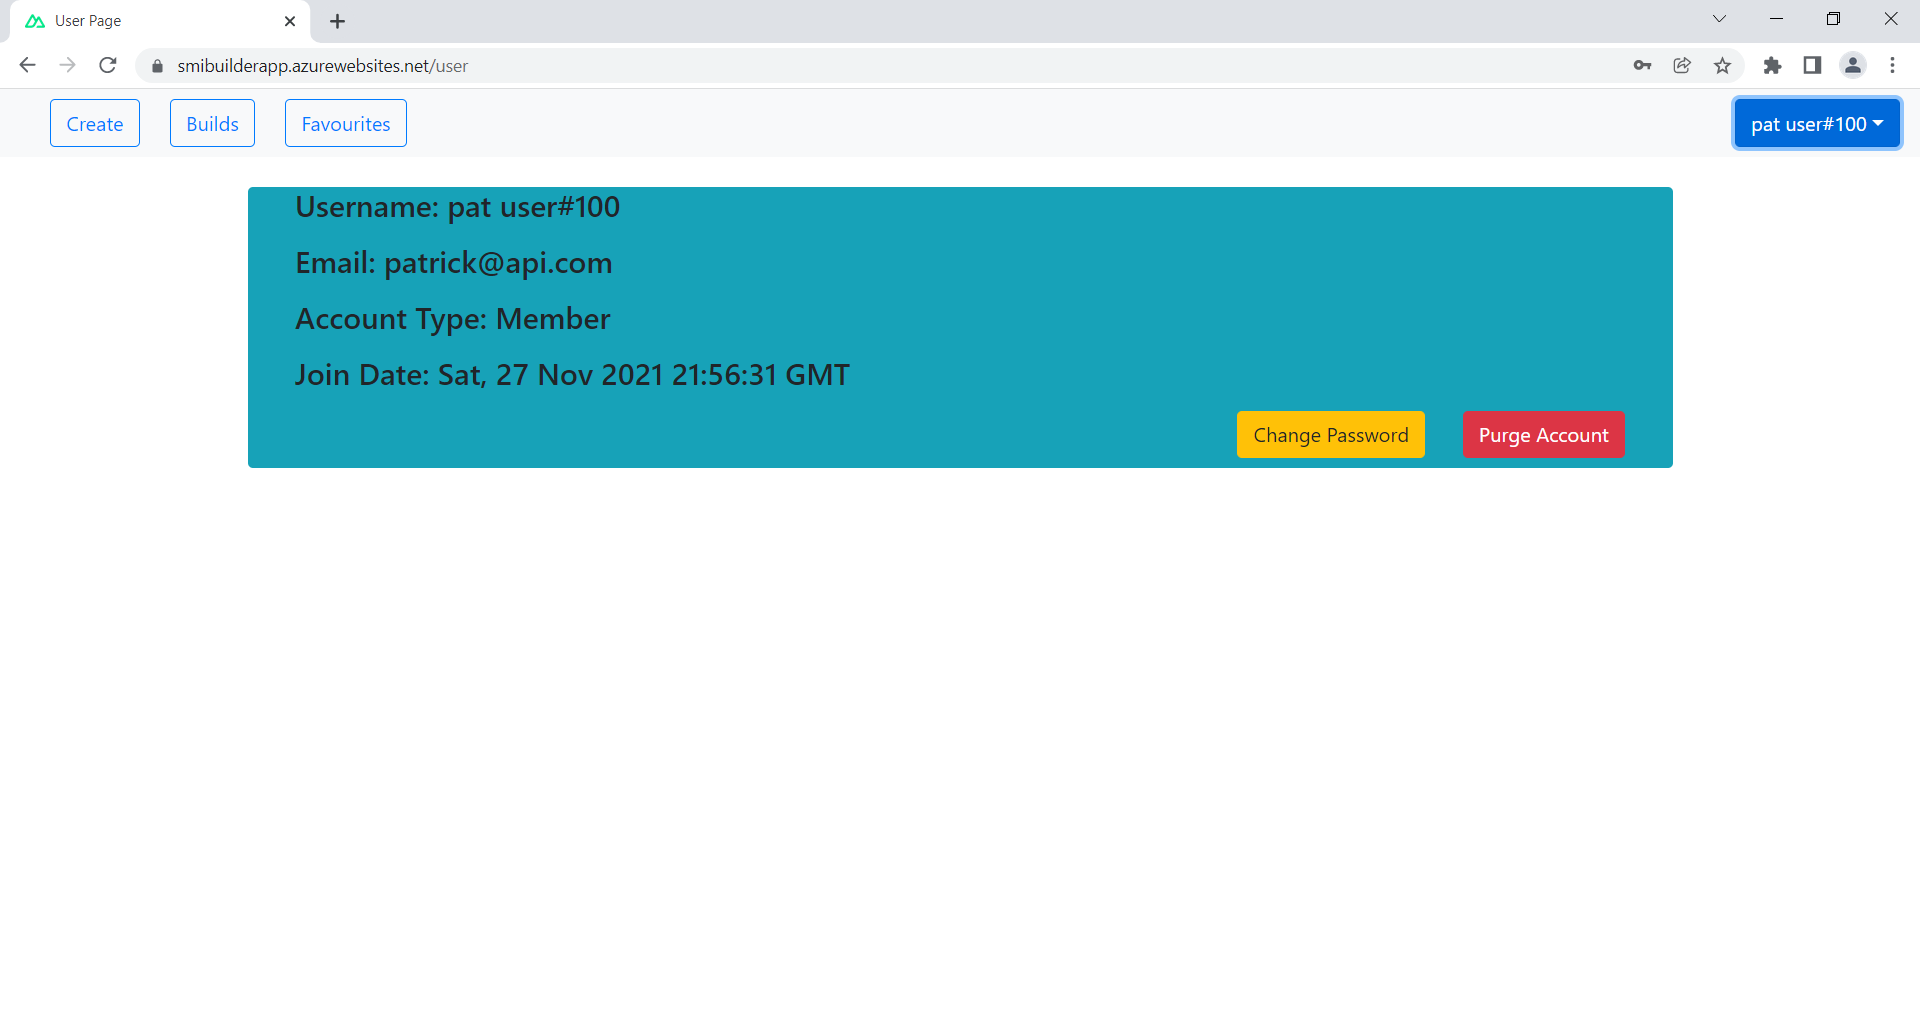 User Page
smibuilderapp.azurewebsites.net/user
Create Builds Favourites pat user#100
Username: pat user#100
Email: patrick@api.com
Account Type: Member
Join Date: Sat, 27 Nov 2021 21:56:31 GMT
Change Password Purge Account